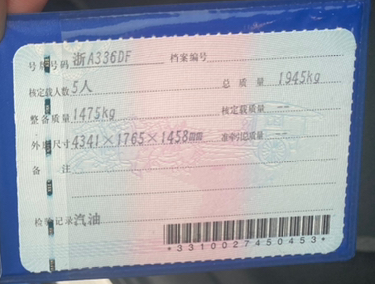 号牌号码 浙A336DF 档案编号
核定载人数 5人 总质量 1945kg
整备质量 1475kg 核定载质量 --
外廓尺寸 4341×1765×1458mm 准牵引总质量 --
备注
检验记录 汽油
*3310027450453*